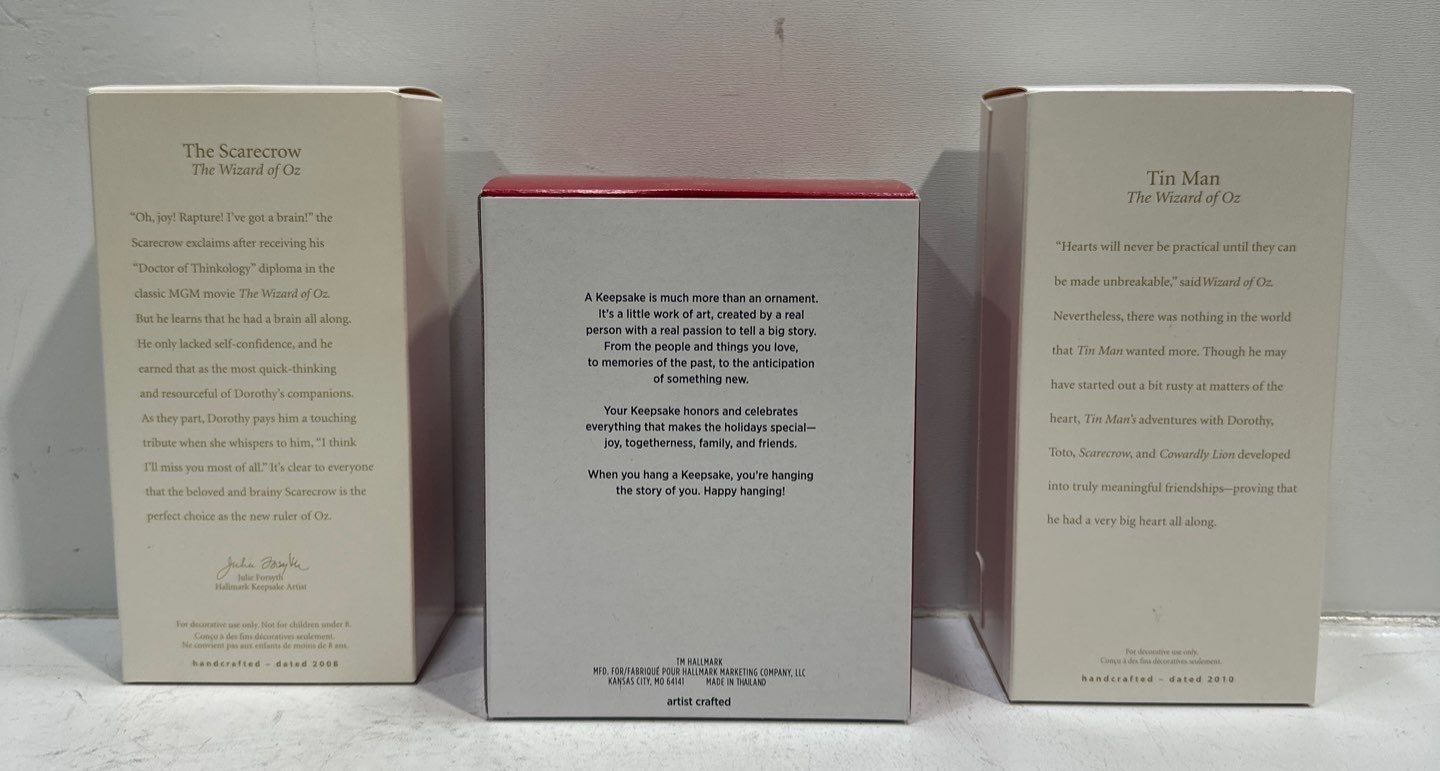 The Scarecrow
The Wizard of Oz
“Oh, joy! Rapture! I’ve got a brain!” the
Scarecrow exclaims after receiving his
“Doctor of Thinkology” diploma in the
classic MGM movie The Wizard of Oz.
But he learns that he had a brain all along.
He only lacked self-confidence, and he
earned that as the most quick-thinking
and resourceful of Dorothy’s companions.
As they part, Dorothy pays him a touching
tribute when she whispers to him, “I think
I’ll miss you most of all.” It’s clear to everyone
that the beloved and brainy Scarecrow is the
perfect choice as the new ruler of Oz.
Julie Forsyth
Julie Forsyth
Hallmark Keepsake Artist
For decorative use only. Not for children under 8.
Conçu à des fins décoratives seulement.
Ne convient pas aux enfants de moins de 8 ans.
handcrafted – dated 2008
A Keepsake is much more than an ornament.
It’s a little work of art, created by a real
person with a real passion to tell a big story.
From the people and things you love,
to memories of the past, to the anticipation
of something new.
Your Keepsake honors and celebrates
everything that makes the holidays special—
joy, togetherness, family, and friends.
When you hang a Keepsake, you’re hanging
the story of you. Happy hanging!
TM HALLMARK
MFD. FOR/FABRIQUÉ POUR HALLMARK MARKETING COMPANY, LLC
KANSAS CITY, MO 64141 MADE IN THAILAND
artist crafted
Tin Man
The Wizard of Oz
“Hearts will never be practical until they can
be made unbreakable,” said Wizard of Oz.
Nevertheless, there was nothing in the world
that Tin Man wanted more. Though he may
have started out a bit rusty at matters of the
heart, Tin Man’s adventures with Dorothy,
Toto, Scarecrow, and Cowardly Lion developed
into truly meaningful friendships—proving that
he had a very big heart all along.
For decorative use only.
Conçu à des fins décoratives seulement.
handcrafted – dated 2010